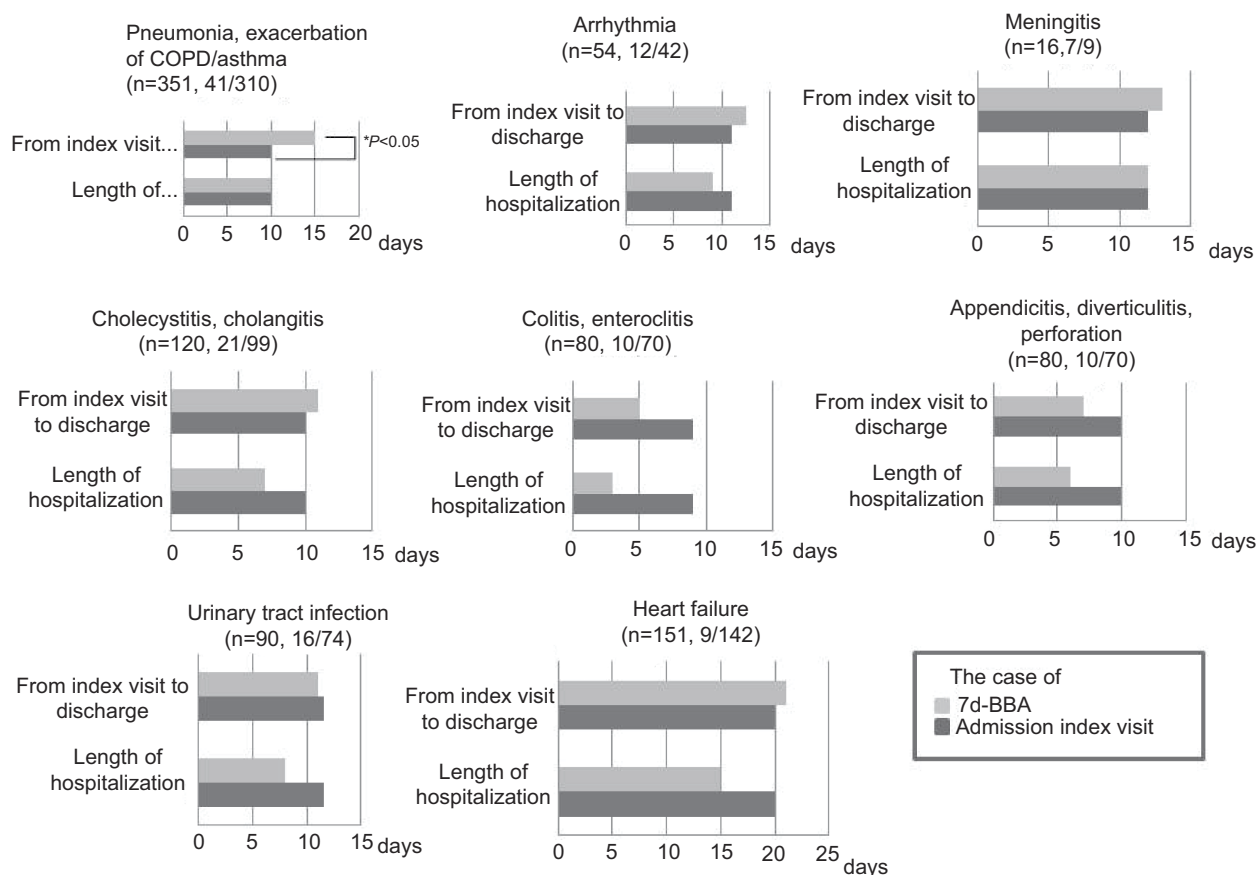 Pneumonia, exacerbation
of COPD/asthma
(n=351, 41/310)
From index visit...
Length of...
*P<0.05
0 5 10 15 20 days
Arrhythmia
(n=54, 12/42)
From index visit to
discharge
Length of
hospitalization
0 5 10 15 days
Meningitis
(n=16,7/9)
From index visit to
discharge
Length of
hospitalization
0 5 10 15 days
Cholecystitis, cholangitis
(n=120, 21/99)
From index visit
to discharge
Length of
hospitalization
0 5 10 15 days
Colitis, enteroclitis
(n=80, 10/70)
From index visit
to discharge
Length of
hospitalization
0 5 10 15 days
Appendicitis, diverticulitis,
perforation
(n=80, 10/70)
From index visit to
discharge
Length of
hospitalization
0 5 10 15 days
Urinary tract infection
(n=90, 16/74)
From index visit to
discharge
Length of
hospitalization
0 5 10 15 days
Heart failure
(n=151, 9/142)
From index visit
to discharge
Length of
hospitalization
0 5 10 15 20 25 days
The case of
7d-BBA
Admission index visit